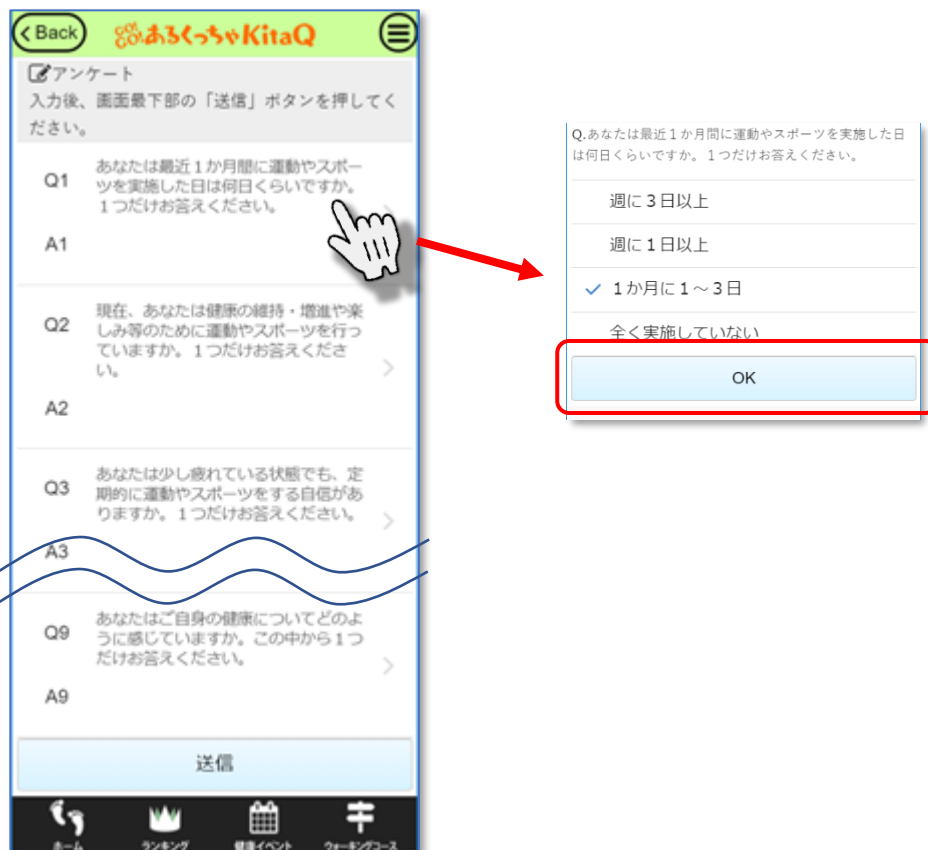 Back
GO! GO! あるくっちゃKitaQ
アンケート
入力後、画面最下部の「送信」ボタンを押してく
ださい。
Q1
あなたは最近1か月間に運動やスポー
ツを実施した日は何日くらいですか。
1つだけお答えください。
A1
Q2
現在、あなたは健康の維持・増進や楽
しみ等のために運動やスポーツを行っ
ていますか。1つだけお答えくださ
い。
A2
Q3
あなたは少し疲れている状態でも、定
期的に運動やスポーツをする自信があ
りますか。1つだけお答えください。
A3
Q9
あなたはご自身の健康についてどのよ
うに感じていますか。この中から1つ
だけお答えください。
A9
送信
ホーム
ランキング
健康イベント
ウォーキングコース
Q.あなたは最近1か月間に運動やスポーツを実施した日
は何日くらいですか。1つだけお答えください。
週に3日以上
週に1日以上
1か月に1～3日
全く実施していない
OK